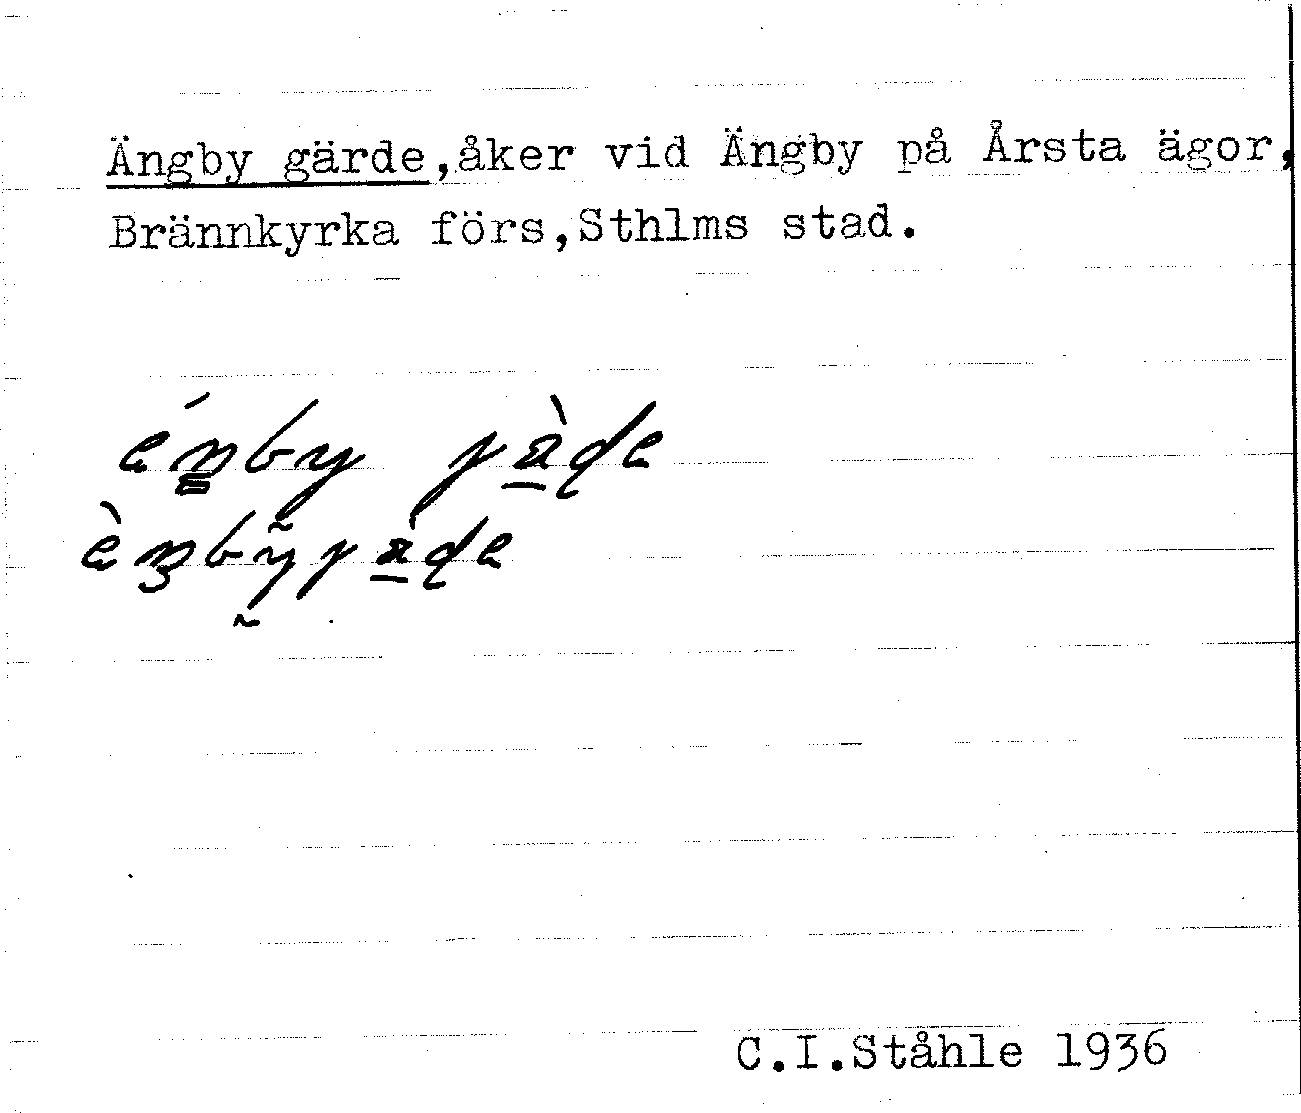 Ängby gärde,åker vid Ängby på Årsta ägor,
Brännkyrka förs,Sthlms stad.
C.I.Ståhle 1936